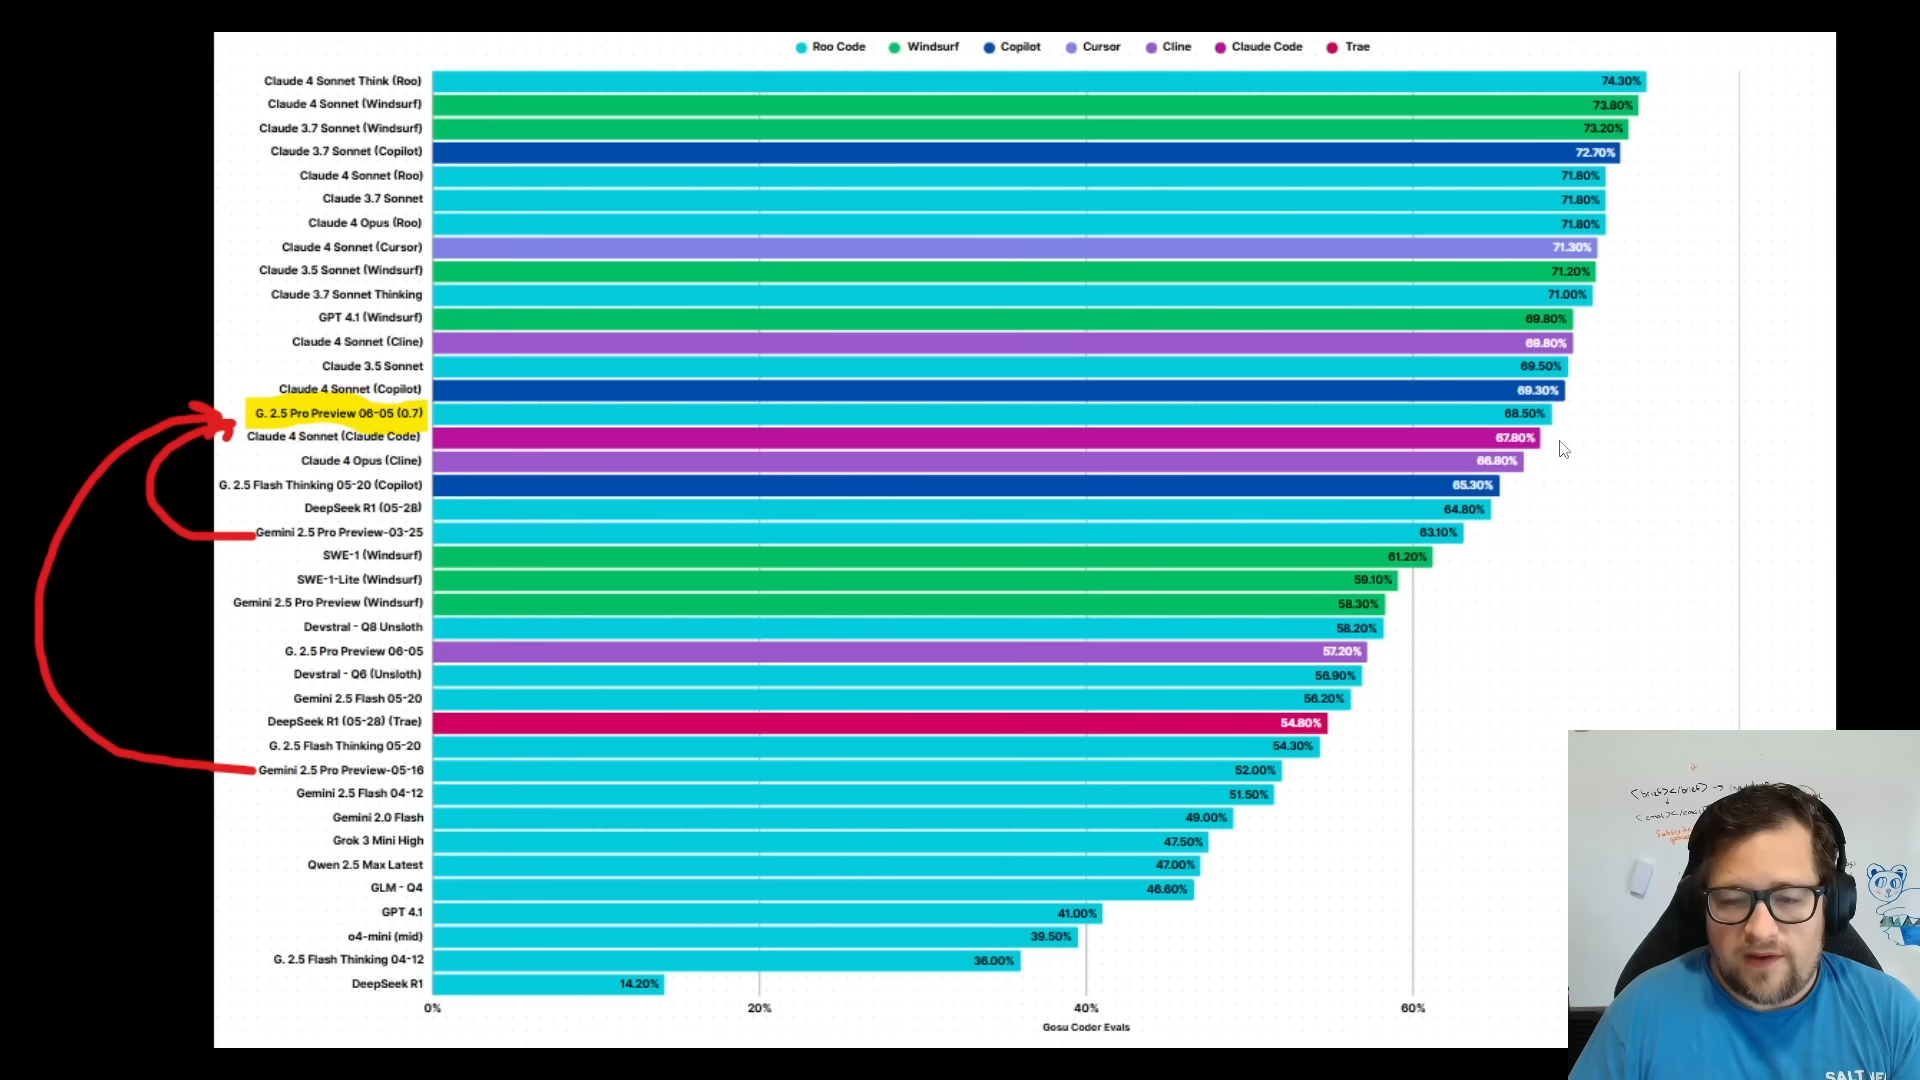 Roo Code Windsurf Copilot Cursor Cline Claude Code Trae
Claude 4 Sonnet Think (Roo) 74.30%
Claude 4 Sonnet (Windsurf) 73.80%
Claude 3.7 Sonnet (Windsurf) 73.20%
Claude 3.7 Sonnet (Copilot) 72.70%
Claude 4 Sonnet (Roo) 71.80%
Claude 3.7 Sonnet 71.80%
Claude 4 Opus (Roo) 71.80%
Claude 4 Sonnet (Cursor) 71.30%
Claude 3.5 Sonnet (Windsurf) 71.20%
Claude 3.7 Sonnet Thinking 71.00%
GPT 4.1 (Windsurf) 69.80%
Claude 4 Sonnet (Cline) 69.80%
Claude 3.5 Sonnet 69.50%
Claude 4 Sonnet (Copilot) 69.30%
G. 2.5 Pro Preview 06-05 (0.7) 68.50%
Claude 4 Sonnet (Claude Code) 67.80%
Claude 4 Opus (Cline) 66.80%
G. 2.5 Flash Thinking 05-20 (Copilot) 65.30%
DeepSeek R1 (05-28) 64.80%
Gemini 2.5 Pro Preview-03-25 63.10%
SWE-1 (Windsurf) 61.20%
SWE-1-Lite (Windsurf) 59.10%
Gemini 2.5 Pro Preview (Windsurf) 58.30%
Devstral - Q8 Unsloth 58.20%
G. 2.5 Pro Preview 06-05 57.20%
Devstral - Q6 (Unsloth) 56.90%
Gemini 2.5 Flash 05-20 56.20%
DeepSeek R1 (05-28) (Trae) 54.80%
G. 2.5 Flash Thinking 05-20 54.30%
Gemini 2.5 Pro Preview-05-16 52.00%
Gemini 2.5 Flash 04-12 51.50%
Gemini 2.0 Flash 49.00%
Grok 3 Mini High 47.50%
Qwen 2.5 Max Latest 47.00%
GLM - Q4 46.60%
GPT 4.1 41.00%
o4-mini (mid) 39.50%
G. 2.5 Flash Thinking 04-12 36.00%
DeepSeek R1 14.20%
0% 20% 40% 60%
Gosu Coder Evals
<brief></brief>
SALT